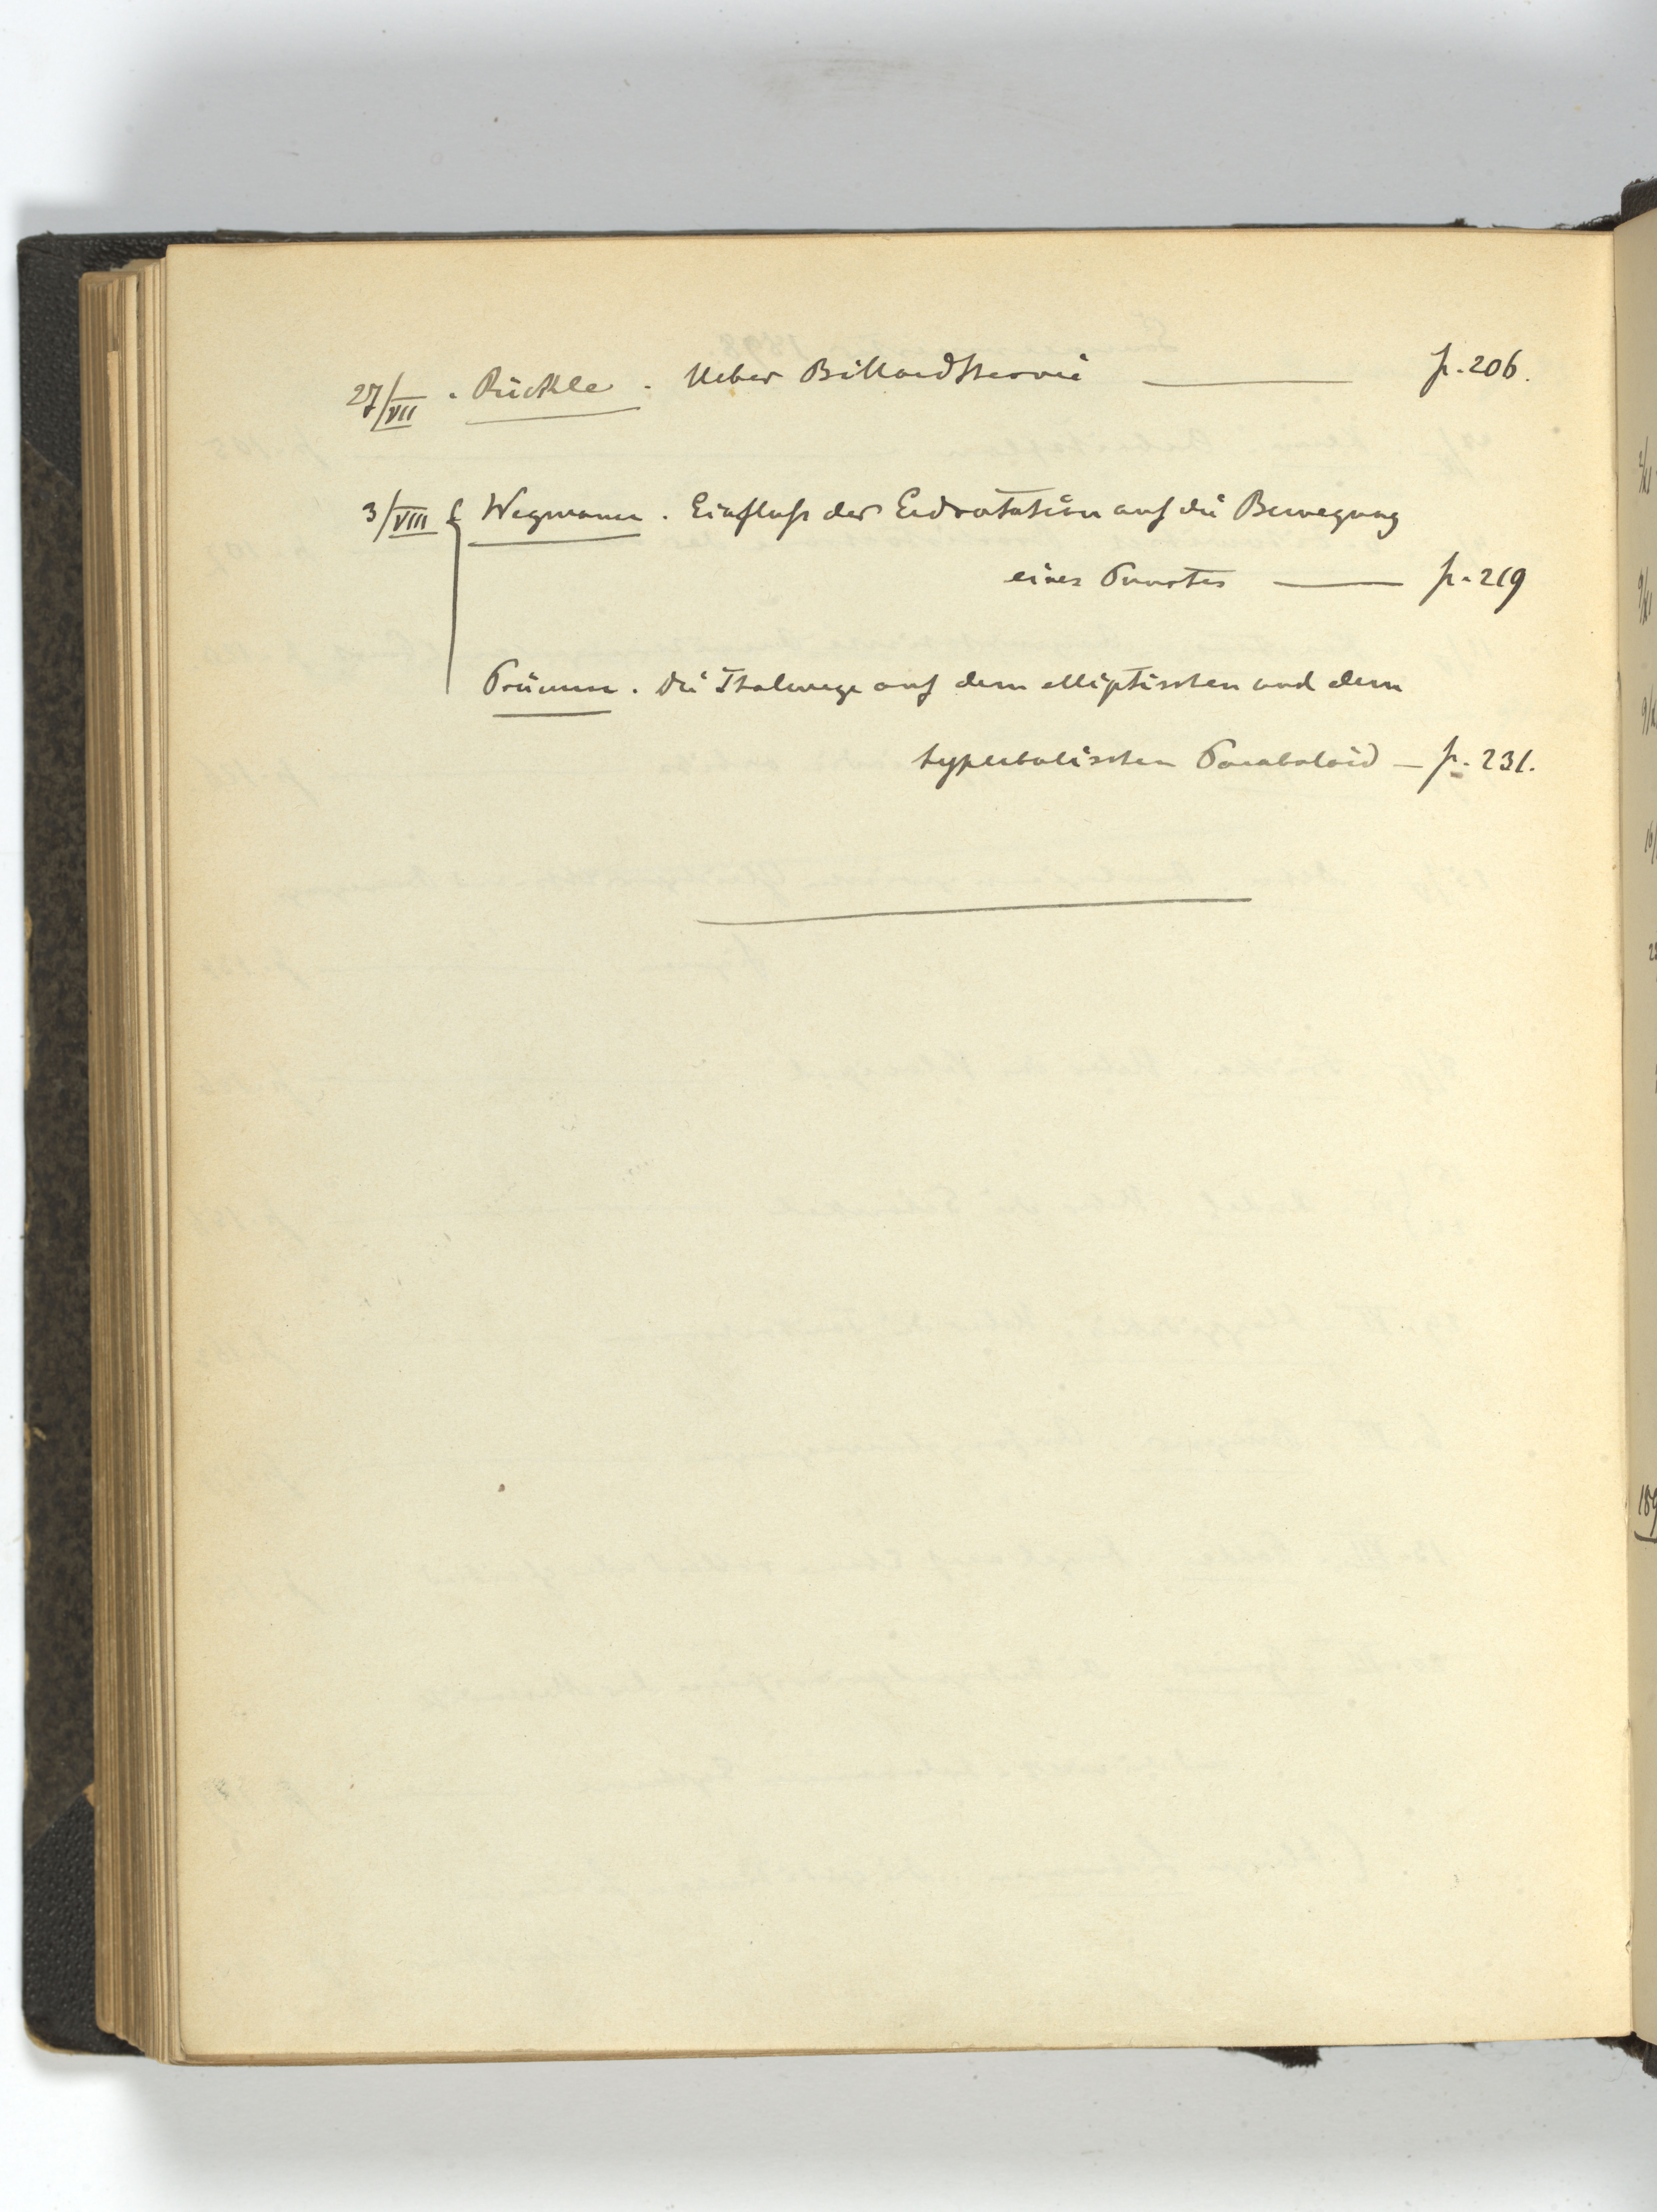 27/VII . Rückle . Ueber Billardtheorie — p. 206.
3/VIII { Wegmann . Einfluss der Erdrotation auf die Bewegung
eines Punktes — p. 219
Prümm . Die Thalwege auf dem elliptischen und dem
hyperbolischen Paraboloid — p. 231.